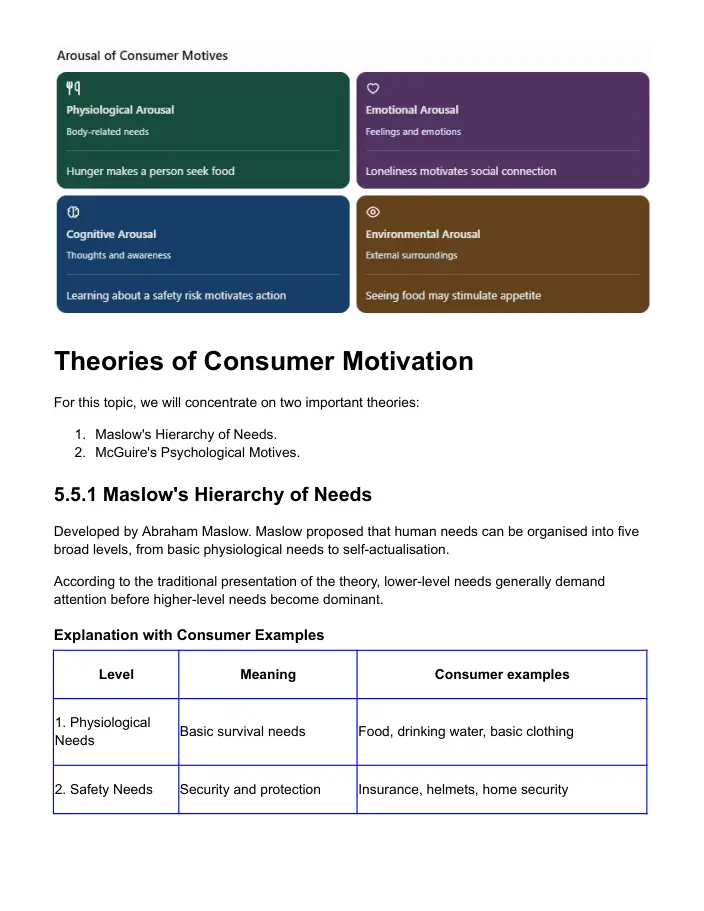 Arousal of Consumer Motives
Physiological Arousal
Body-related needs
Hunger makes a person seek food
Emotional Arousal
Feelings and emotions
Loneliness motivates social connection
Cognitive Arousal
Thoughts and awareness
Learning about a safety risk motivates action
Environmental Arousal
External surroundings
Seeing food may stimulate appetite
Theories of Consumer Motivation
For this topic, we will concentrate on two important theories:
1. Maslow's Hierarchy of Needs.
2. McGuire's Psychological Motives.
5.5.1 Maslow's Hierarchy of Needs
Developed by Abraham Maslow. Maslow proposed that human needs can be organised into five
broad levels, from basic physiological needs to self-actualisation.
According to the traditional presentation of the theory, lower-level needs generally demand
attention before higher-level needs become dominant.
Explanation with Consumer Examples
Level Meaning Consumer examples
1. Physiological
Needs
Basic survival needs
Food, drinking water, basic clothing
2. Safety Needs
Security and protection
Insurance, helmets, home security